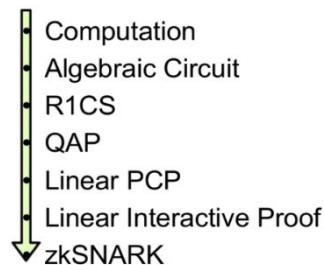 Computation
Algebraic Circuit
R1CS
QAP
Linear PCP
Linear Interactive Proof
zkSNARK